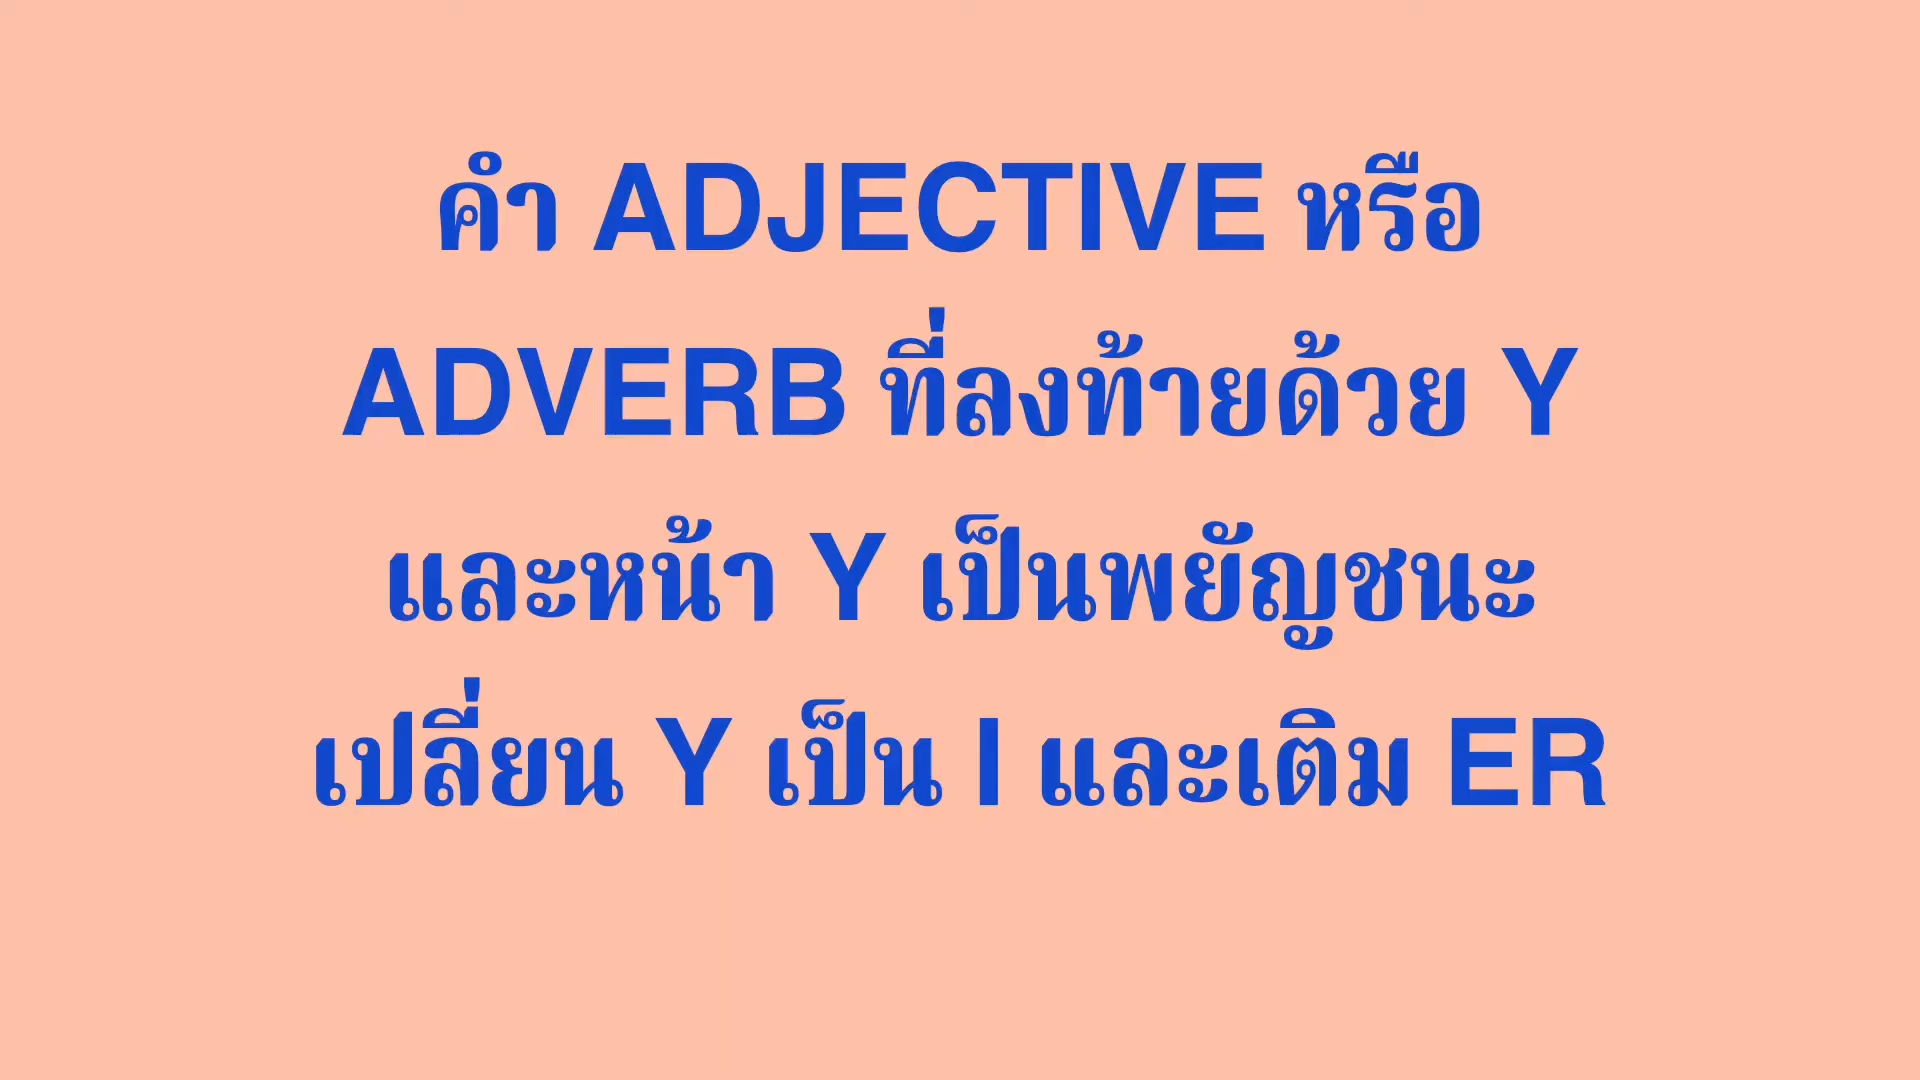 คำ ADJECTIVE หรือ
ADVERB ที่ลงท้ายด้วย Y
และหน้า Y เป็นพยัญชนะ
เปลี่ยน Y เป็น I และเติม ER